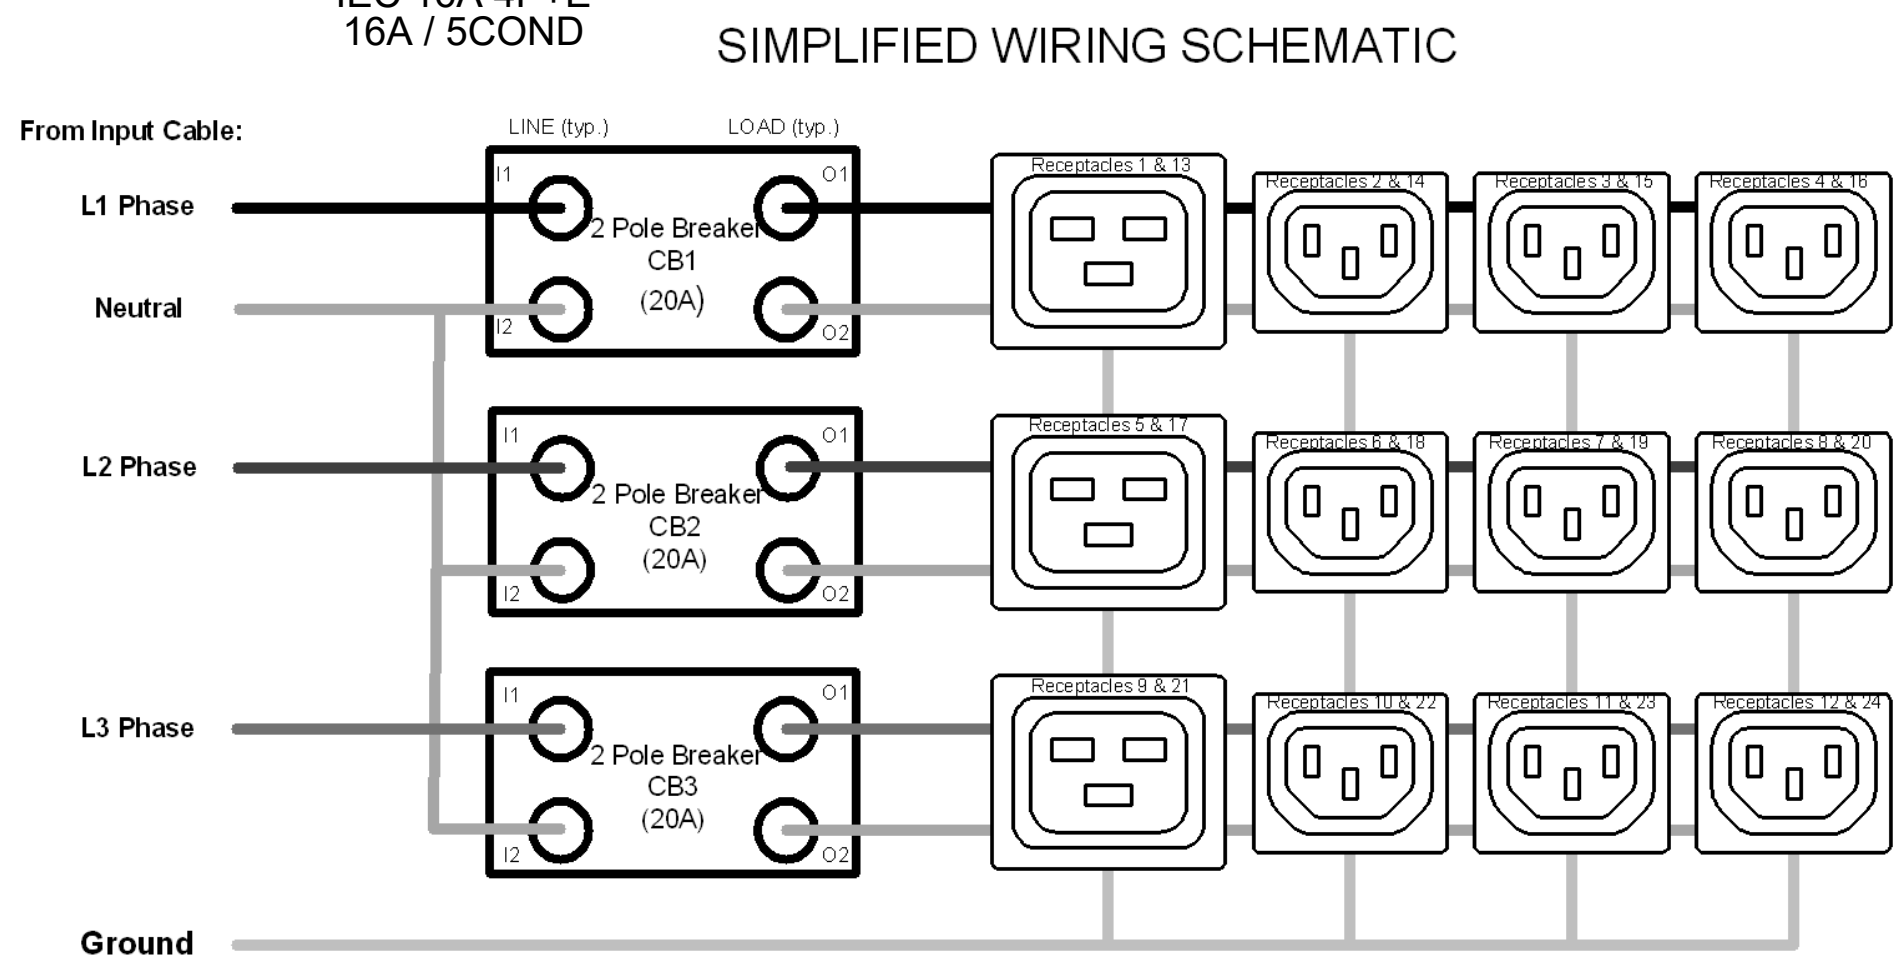 16A / 5COND
SIMPLIFIED WIRING SCHEMATIC
From Input Cable:
LINE (typ.)
LOAD (typ.)
L1 Phase
I1
O1
2 Pole Breaker
CB1
(20A)
I2
O2
Receptacles 1 & 13
Receptacles 2 & 14
Receptacles 3 & 15
Receptacles 4 & 16
Neutral
L2 Phase
I1
O1
2 Pole Breaker
CB2
(20A)
I2
O2
Receptacles 5 & 17
Receptacles 6 & 18
Receptacles 7 & 19
Receptacles 8 & 20
L3 Phase
I1
O1
2 Pole Breaker
CB3
(20A)
I2
O2
Receptacles 9 & 21
Receptacles 10 & 22
Receptacles 11 & 23
Receptacles 12 & 24
Ground